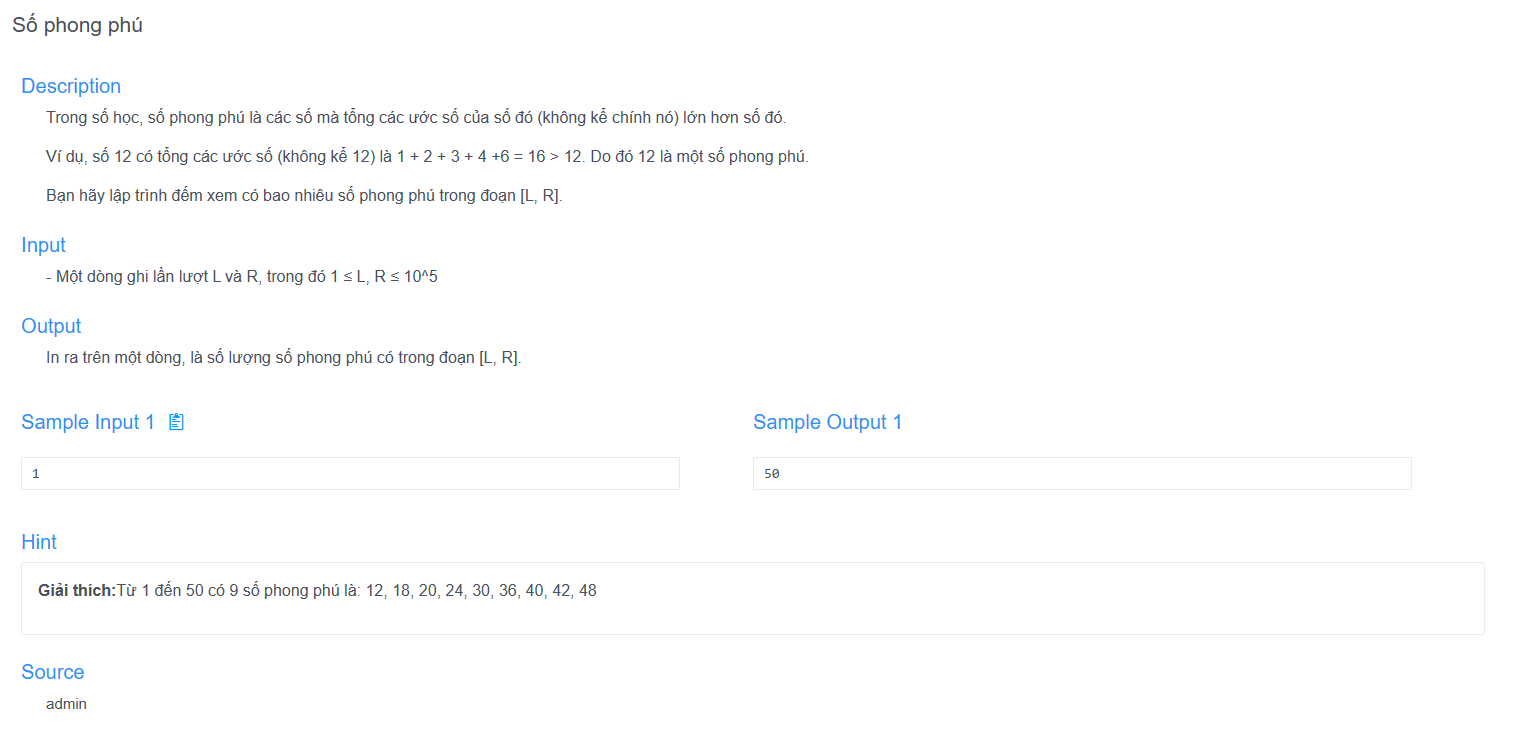 Số phong phú
Description
Trong số học, số phong phú là các số mà tổng các ước số của số đó (không kể chính nó) lớn hơn số đó.
Ví dụ, số 12 có tổng các ước số (không kể 12) là 1 + 2 + 3 + 4 +6 = 16 > 12. Do đó 12 là một số phong phú.
Bạn hãy lập trình đếm xem có bao nhiêu số phong phú trong đoạn [L, R].
Input
- Một dòng ghi lần lượt L và R, trong đó 1 ≤ L, R ≤ 10^5
Output
In ra trên một dòng, là số lượng số phong phú có trong đoạn [L, R].
Sample Input 1
Sample Output 1
1
50
Hint
Giải thích:Từ 1 đến 50 có 9 số phong phú là: 12, 18, 20, 24, 30, 36, 40, 42, 48
Source
admin